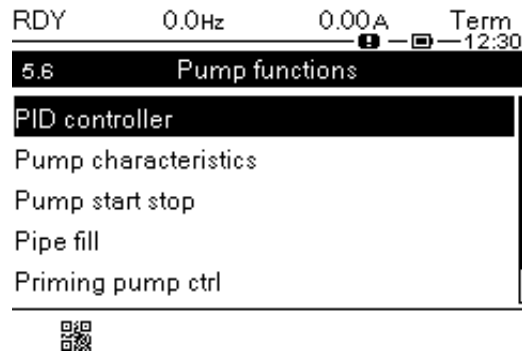 RDY 0.0Hz 0.00A Term
12:30
5.6 Pump functions
PID controller
Pump characteristics
Pump start stop
Pipe fill
Priming pump ctrl